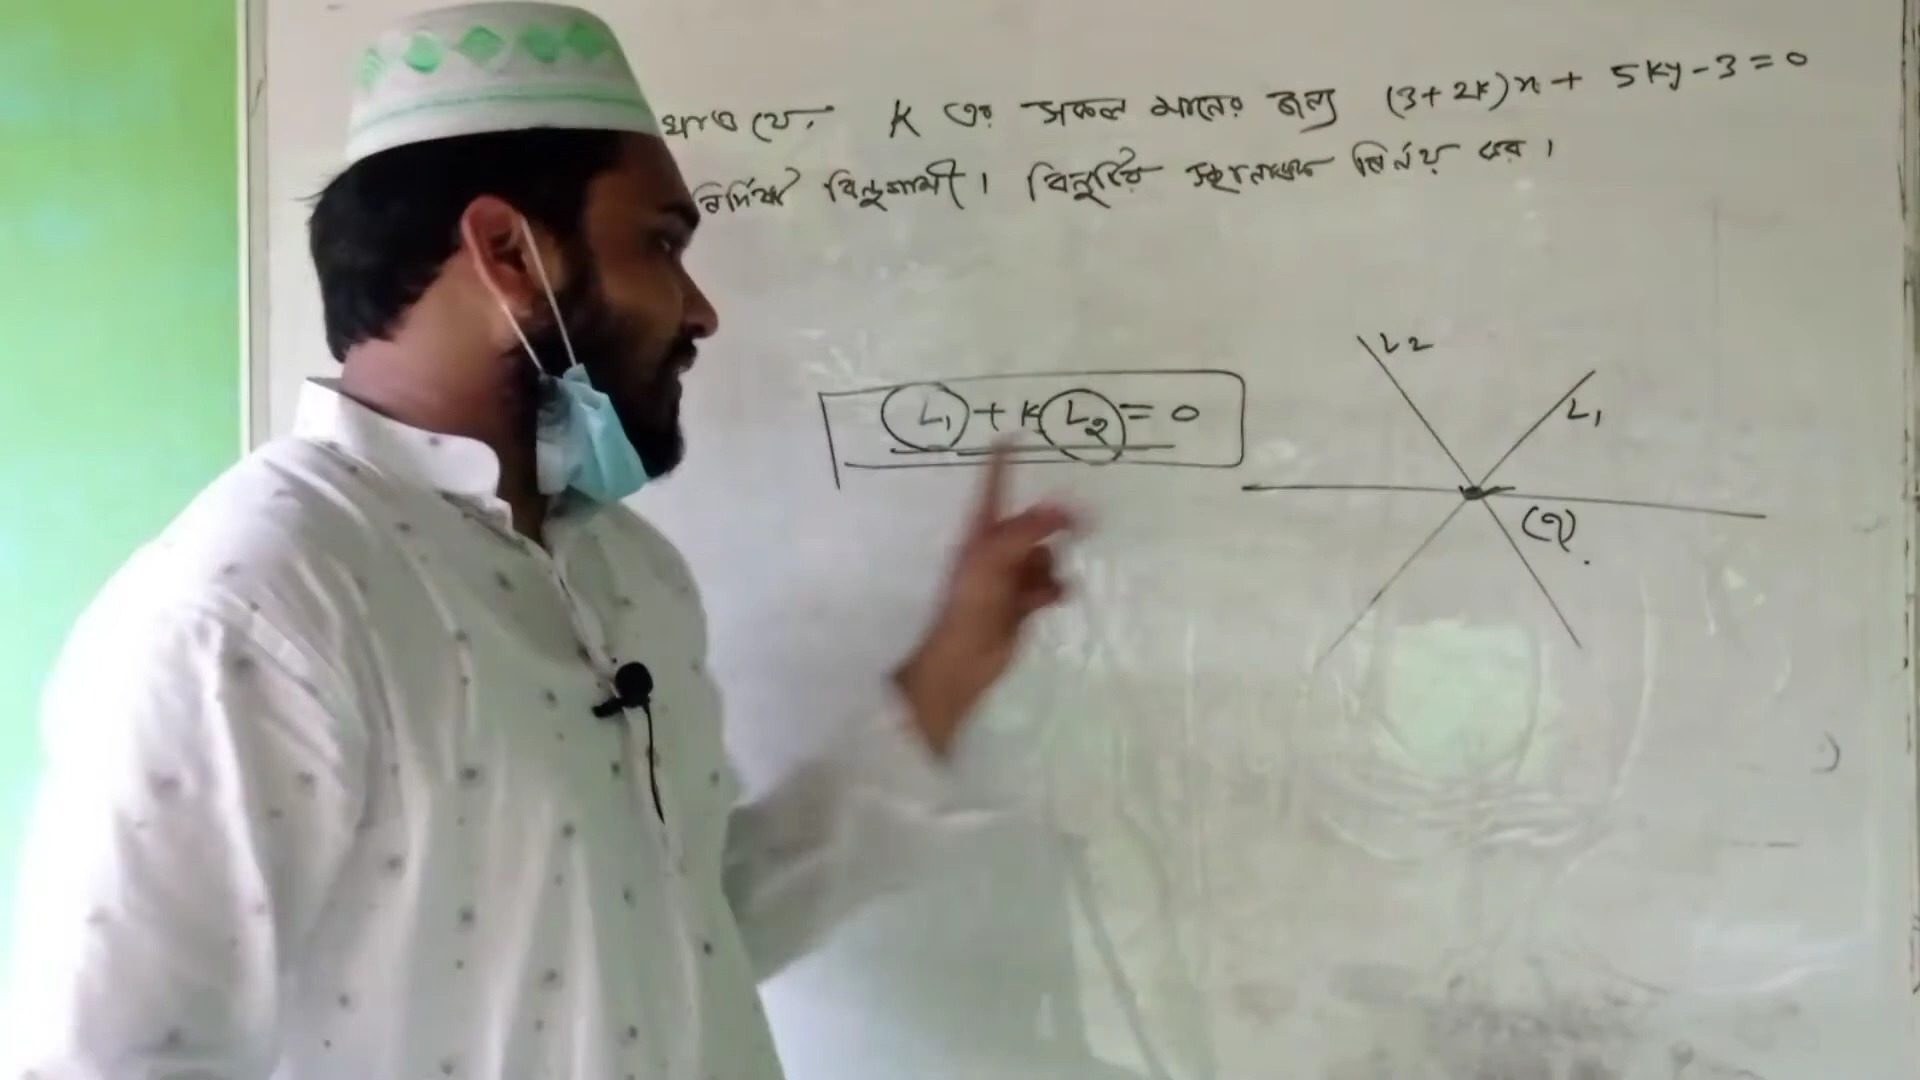 যে, K এর সকল মানের জন্য (3+2k)x + 5ky-3=0
নির্দিষ্ট বিন্দুগামী। বিন্দুটির স্থানাঙ্ক নির্ণয় কর।
L₂
L₁
L₁ + k L₂ = 0